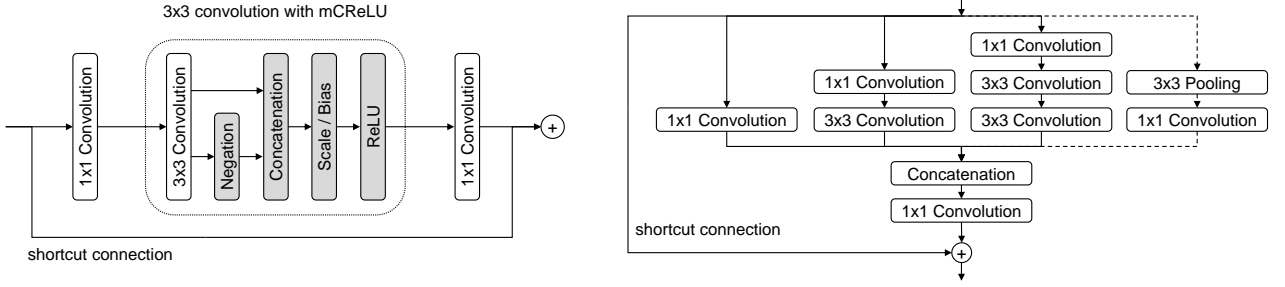 3x3 convolution with mCReLU
1x1 Convolution
3x3 Convolution
Negation
Concatenation
Scale / Bias
ReLU
1x1 Convolution
+
shortcut connection
1x1 Convolution
1x1 Convolution
3x3 Convolution
3x3 Pooling
1x1 Convolution
3x3 Convolution
3x3 Convolution
1x1 Convolution
Concatenation
1x1 Convolution
shortcut connection
+